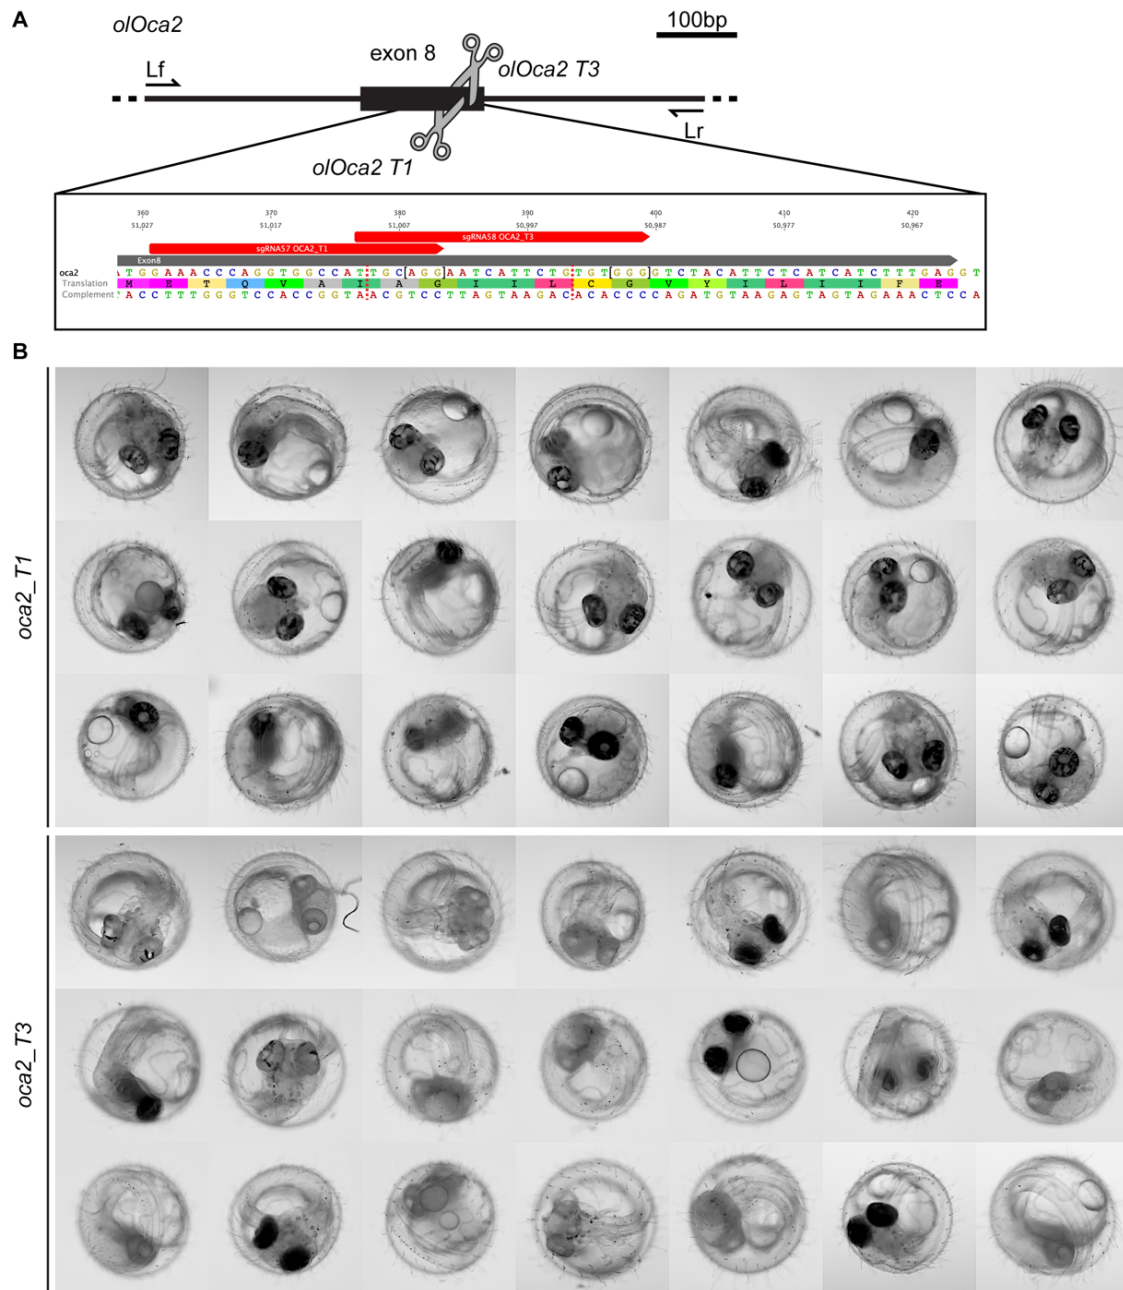 A
olOca2
100bp
exon 8
olOca2 T3
Lf
Lr
olOca2 T1
360 370 380 390 400 410 420
51,027 51,017 51,007 50,997 50,987 50,977 50,967
sgRNA58 OCA2_T3
sgRNA57 OCA2_T1
Exon8
oca2 A T G G A A A C C C A G G T G G C C A T T G C [A G G] A A T C A T T C T G T G T [G G G] G T C T A C A T T C T C A T C A T C T T T G A G G T
Translation M E T Q V A I A G I I L C G V Y I L I I F E
Complement T A C C T T T G G G T C C A C C G G T A A C G T C C T T A G T A A G A C A C A C C C C A G A T G T A A G A G T A G T A G A A A C T C C A
B
oca2_T1
oca2_T3